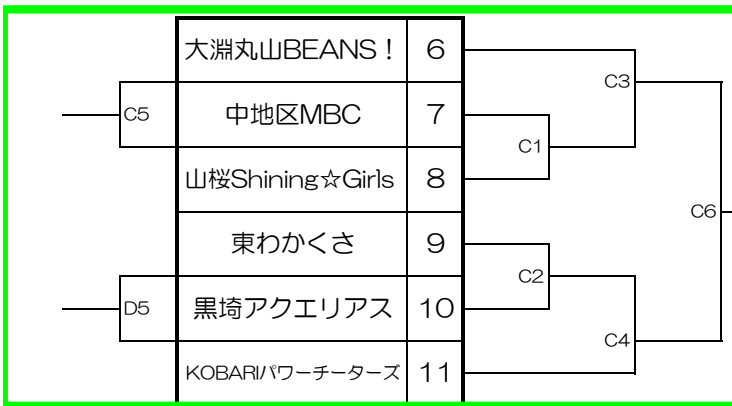 大淵丸山BEANS！ 6
C3
C5 中地区MBC 7
C1
山桜Shining☆Girls 8
C6
東わかくさ 9
C2
D5 黒埼アクエリアス 10
C4
KOBARIパワーチーターズ 11